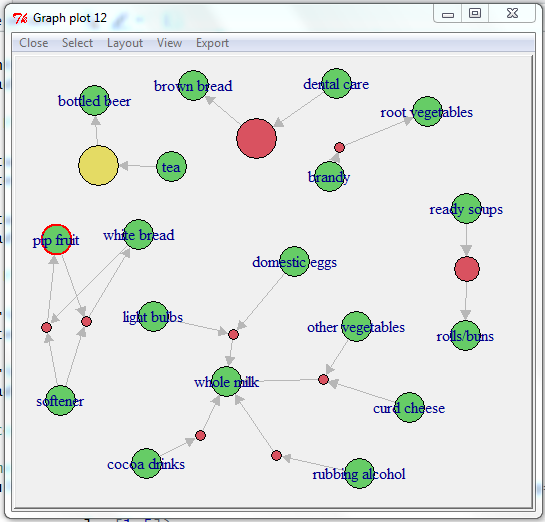 Graph plot 12
Close Select Layout View Export
bottled beer
brown bread
dental care
root vegetables
tea
brandy
ready soups
pip fruit
white bread
domestic eggs
light bulbs
other vegetables
rolls/buns
whole milk
softener
curd cheese
cocoa drinks
rubbing alcohol